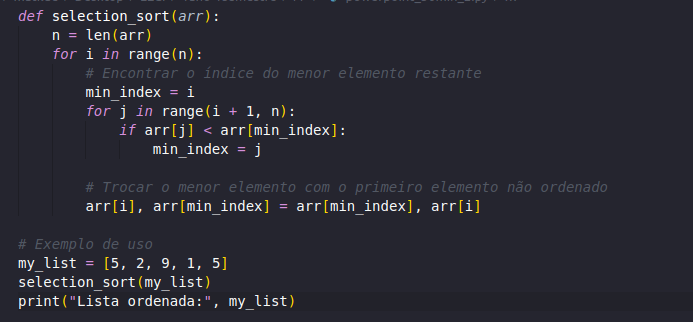 def selection_sort(arr):
    n = len(arr)
    for i in range(n):
        # Encontrar o índice do menor elemento restante
        min_index = i
        for j in range(i + 1, n):
            if arr[j] < arr[min_index]:
                min_index = j
        # Trocar o menor elemento com o primeiro elemento não ordenado
        arr[i], arr[min_index] = arr[min_index], arr[i]
# Exemplo de uso
my_list = [5, 2, 9, 1, 5]
selection_sort(my_list)
print("Lista ordenada:", my_list)